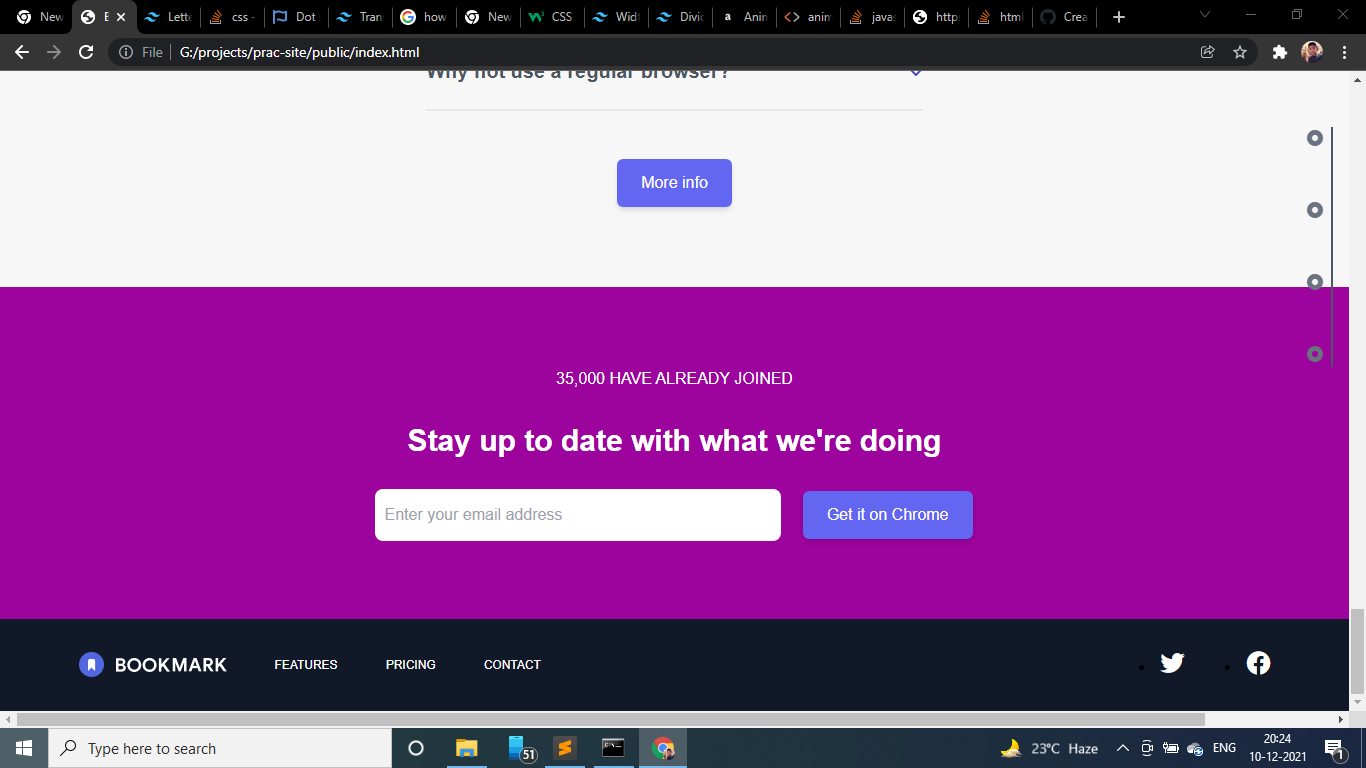 New
E
Lette
css -
Dot
Tran
how
New
CSS
Widt
Divic
a Anin
<> anim
javas
http
html
Crea
File | G:/projects/prac-site/public/index.html
Why not use a regular browser?
More info
35,000 HAVE ALREADY JOINED
Stay up to date with what we're doing
Enter your email address
Get it on Chrome
BOOKMARK
FEATURES
PRICING
CONTACT
Type here to search
51
23°C Haze
ENG
20:24
10-12-2021
1